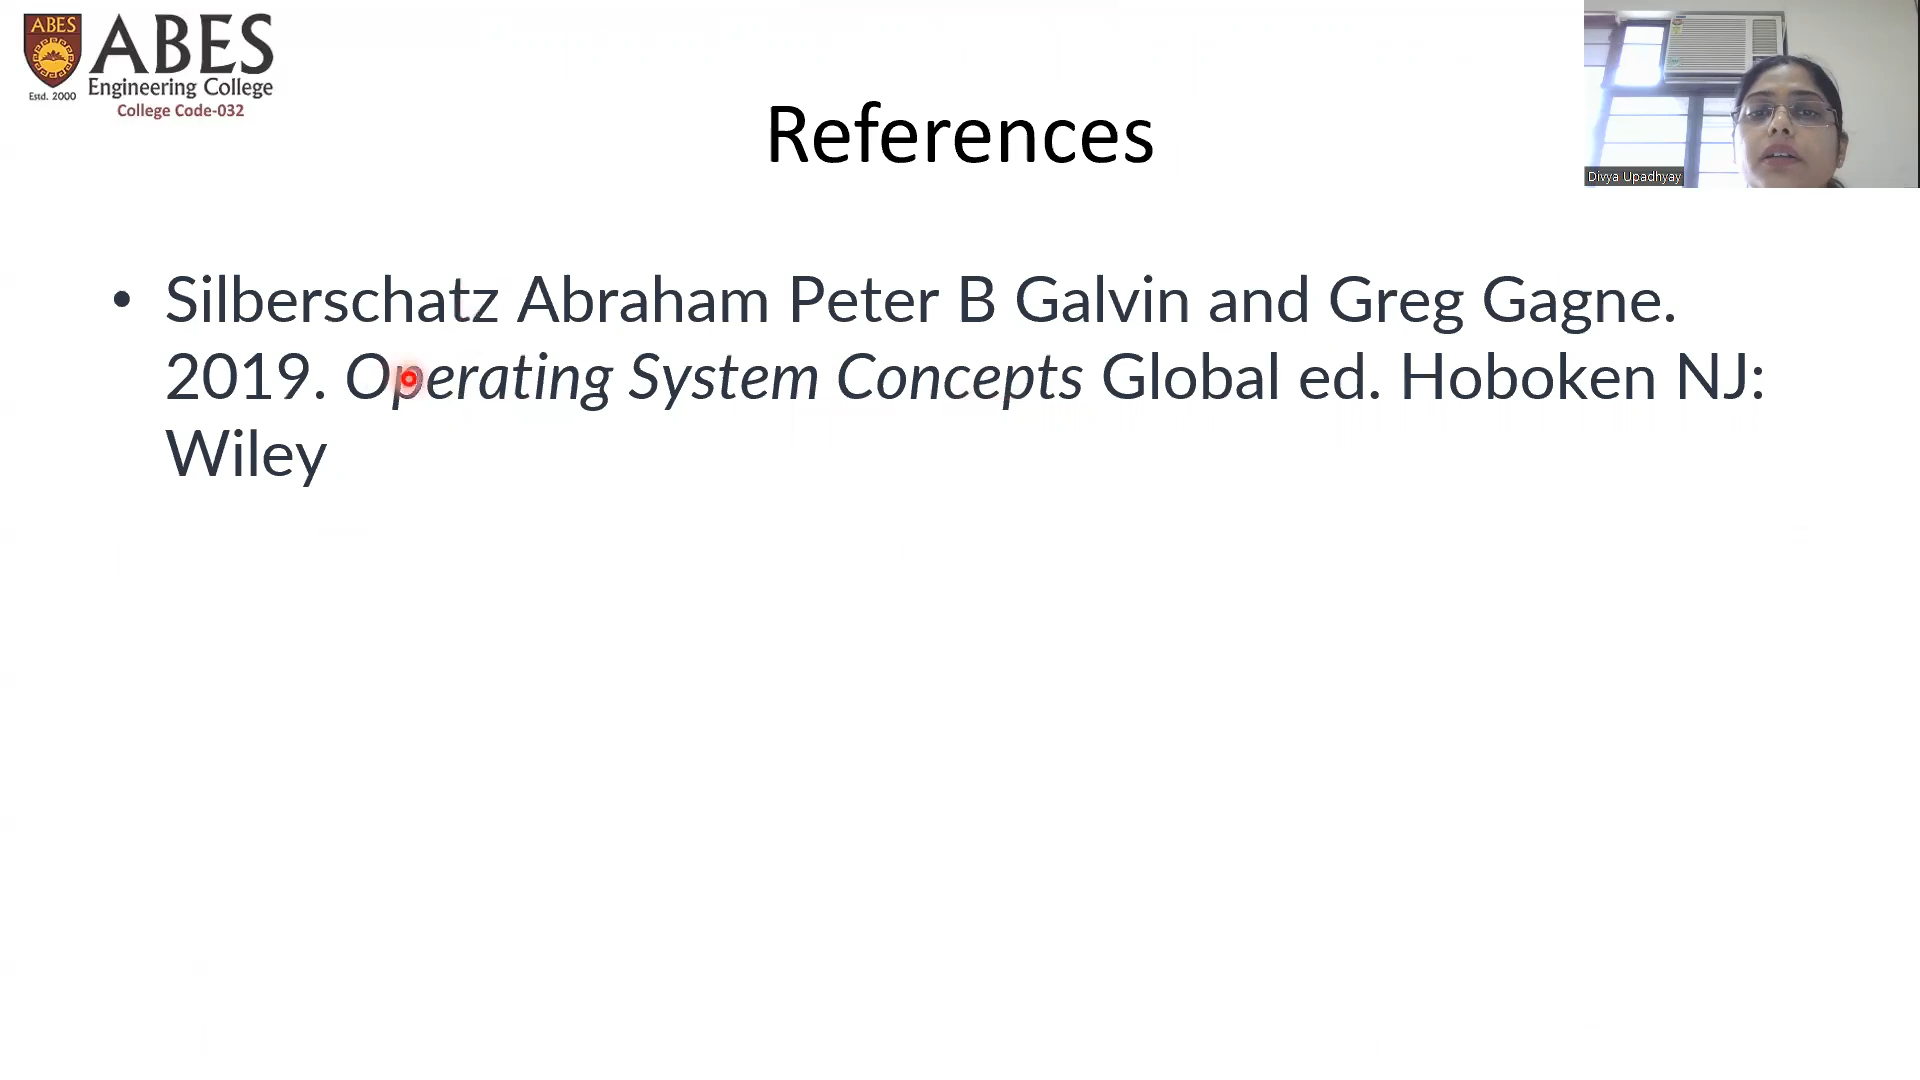 ABES
Estd. 2000
ABES
Engineering College
College Code-032
References
Divya Upadhyay
• Silberschatz Abraham Peter B Galvin and Greg Gagne.
2019. Operating System Concepts Global ed. Hoboken NJ:
Wiley